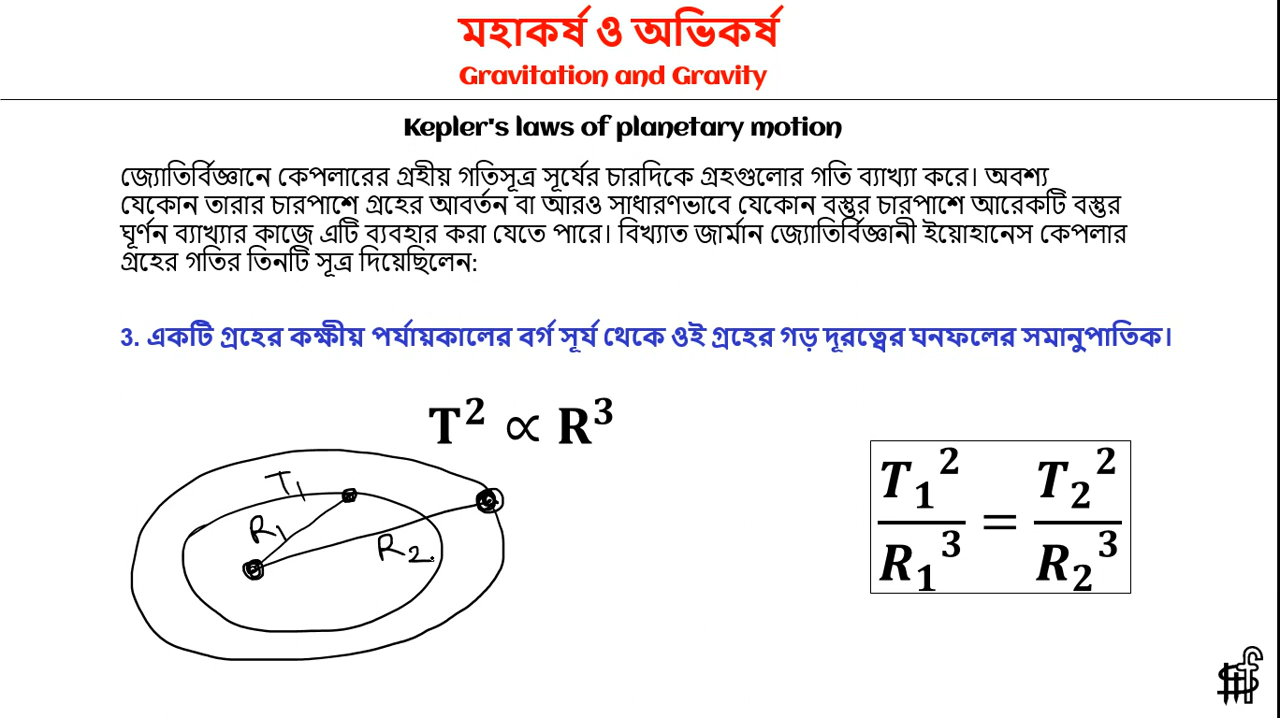 মহাকর্ষ ও অভিকর্ষ
Gravitation and Gravity
Kepler's laws of planetary motion
জ্যোতির্বিজ্ঞানে কেপলারের গ্রহীয় গতিসূত্র সূর্যের চারদিকে গ্রহগুলোর গতি ব্যাখ্যা করে। অবশ্য
যেকোন তারার চারপাশে গ্রহের আবর্তন বা আরও সাধারণভাবে যেকোন বস্তুর চারপাশে আরেকটি বস্তুর
ঘূর্ণন ব্যাখ্যার কাজে এটি ব্যবহার করা যেতে পারে। বিখ্যাত জার্মান জ্যোতির্বিজ্ঞানী ইয়োহানেস কেপলার
গ্রহের গতির তিনটি সূত্র দিয়েছিলেন:
3. একটি গ্রহের কক্ষীয় পর্যায়কালের বর্গ সূর্য থেকে ওই গ্রহের গড় দূরত্বের ঘনফলের সমানুপাতিক।
T² ∝ R³
T₁
R₁
R₂.
T₁²/R₁³ = T₂²/R₂³